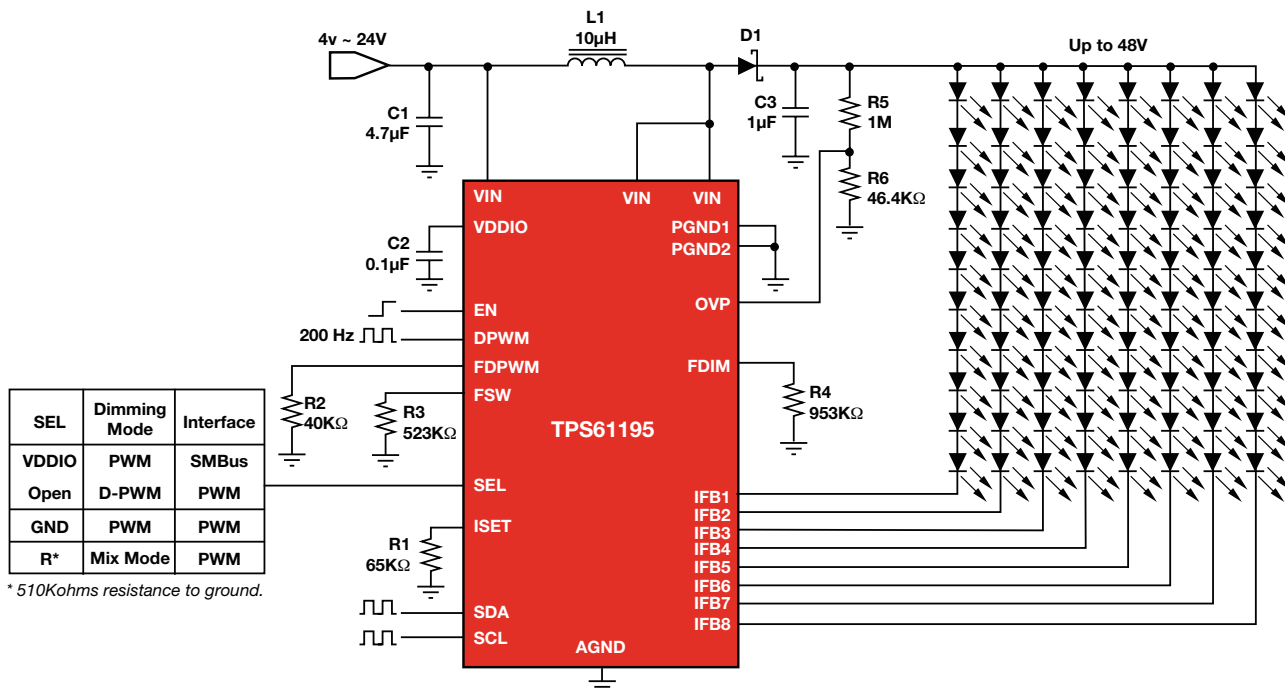 L1
10µH
4v ~ 24V
D1
Up to 48V
C1
4.7µF
C3
1µF
R5
1M
R6
46.4KΩ
VIN
VIN
VIN
VDDIO
PGND1
PGND2
C2
0.1µF
OVP
EN
200 Hz
DPWM
FDPWM
FDIM
FSW
R2
40KΩ
R3
523KΩ
R4
953KΩ
TPS61195
SEL Dimming Mode Interface
VDDIO PWM SMBus
Open D-PWM PWM
GND PWM PWM
R* Mix Mode PWM
* 510Kohms resistance to ground.
SEL
ISET
R1
65KΩ
SDA
SCL
AGND
IFB1
IFB2
IFB3
IFB4
IFB5
IFB6
IFB7
IFB8